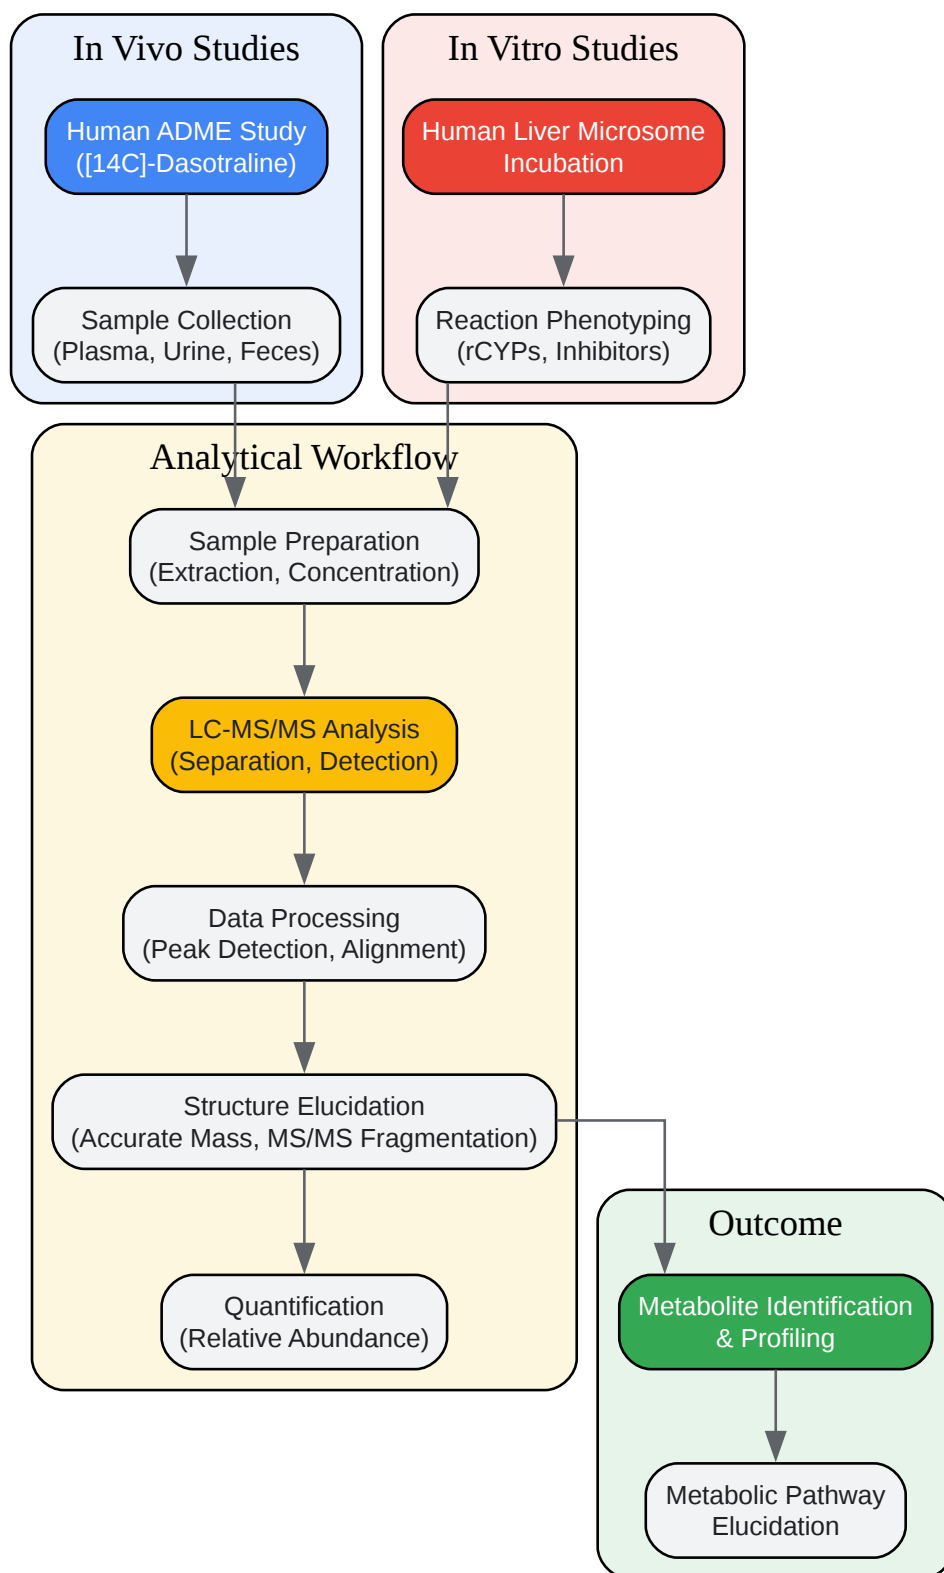 In Vivo Studies
Human ADME Study
([14C]-Dasotraline)
Sample Collection
(Plasma, Urine, Feces)
In Vitro Studies
Human Liver Microsome
Incubation
Reaction Phenotyping
(rCYPs, Inhibitors)
Analytical Workflow
Sample Preparation
(Extraction, Concentration)
LC-MS/MS Analysis
(Separation, Detection)
Data Processing
(Peak Detection, Alignment)
Structure Elucidation
(Accurate Mass, MS/MS Fragmentation)
Quantification
(Relative Abundance)
Outcome
Metabolite Identification
& Profiling
Metabolic Pathway
Elucidation